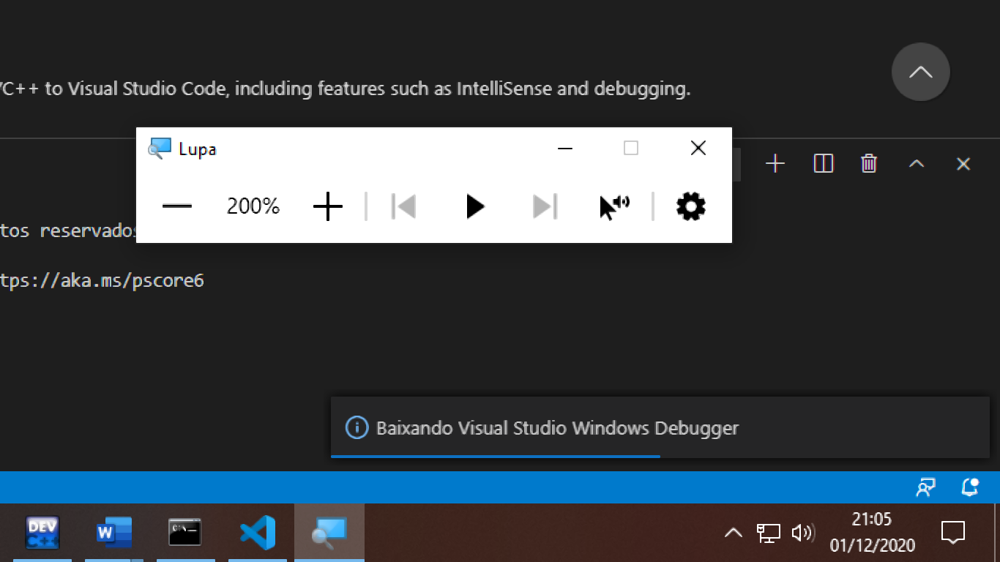 /C++ to Visual Studio Code, including features such as IntelliSense and debugging.
Lupa
200%
tos reservados
tps://aka.ms/pscore6
Baixando Visual Studio Windows Debugger
DEV
C++
W
C:\
21:05
01/12/2020